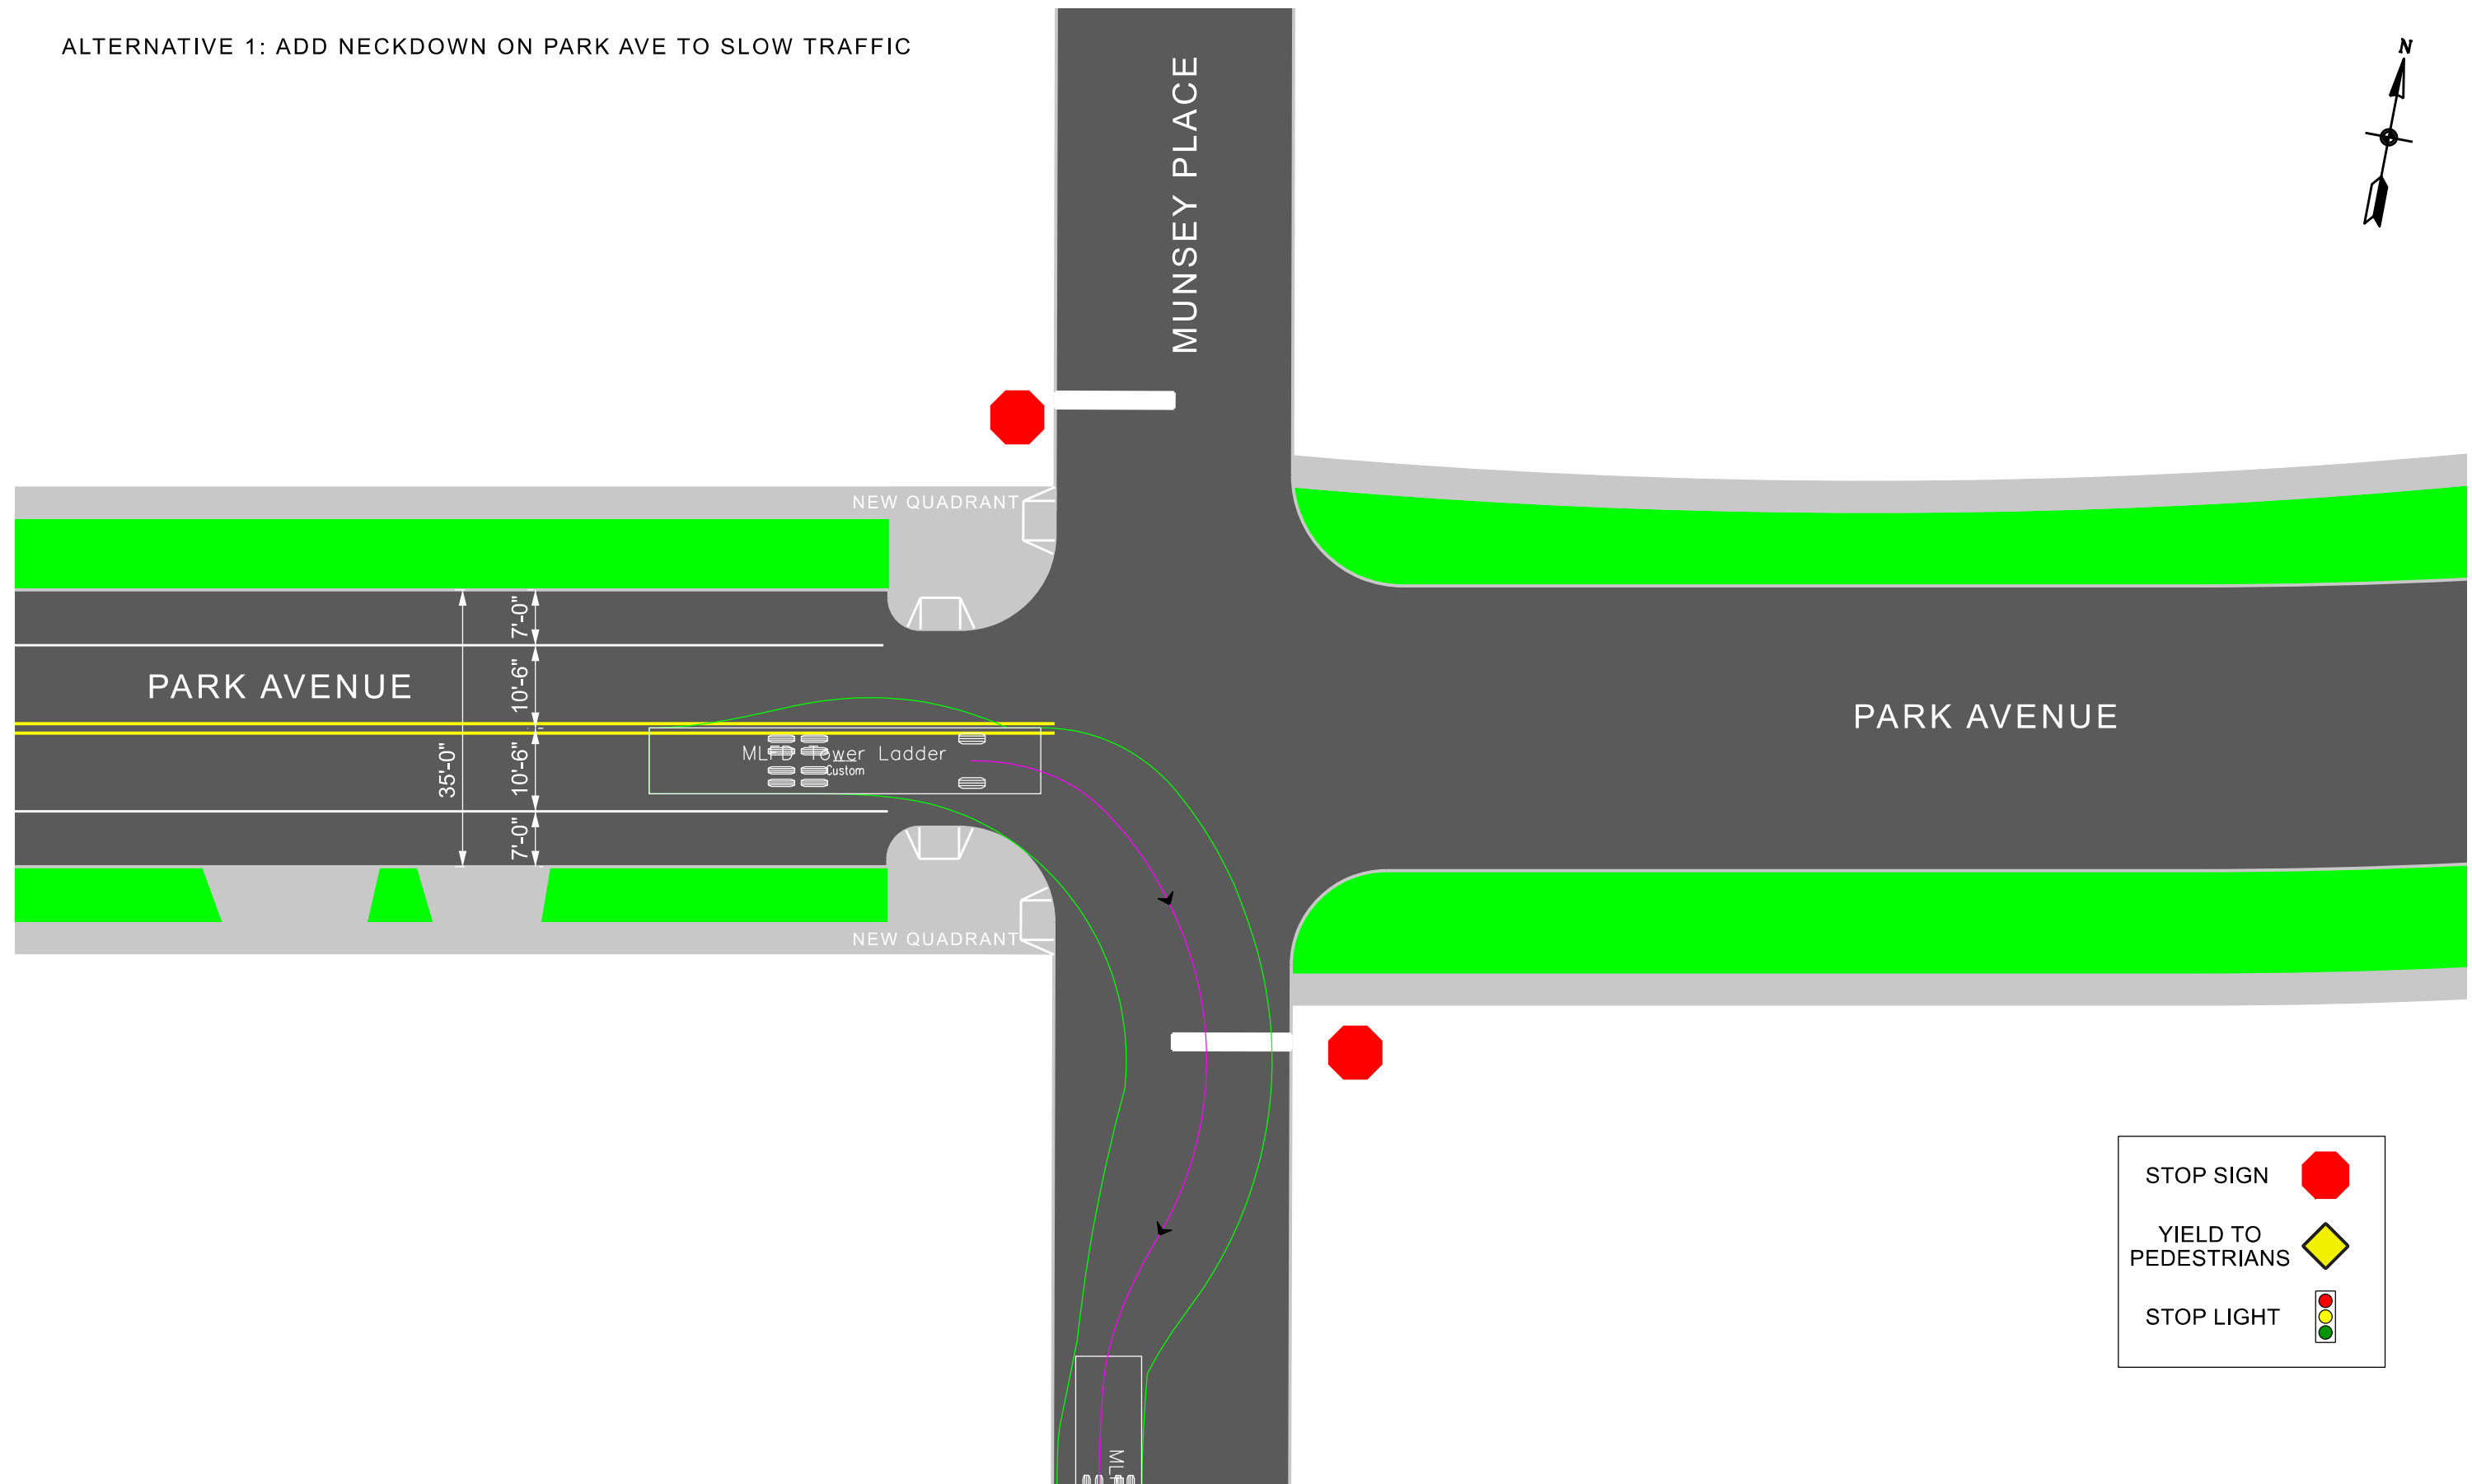 ALTERNATIVE 1: ADD NECKDOWN ON PARK AVE TO SLOW TRAFFIC
N
MUNSEY PLACE
NEW QUADRANT
7'-0"
10'-6"
PARK AVENUE
PARK AVENUE
35'-0"
10'-6"
MLFD Tower Ladder
Custom
7'-0"
NEW QUADRANT
STOP SIGN
YIELD TO
PEDESTRIANS
STOP LIGHT